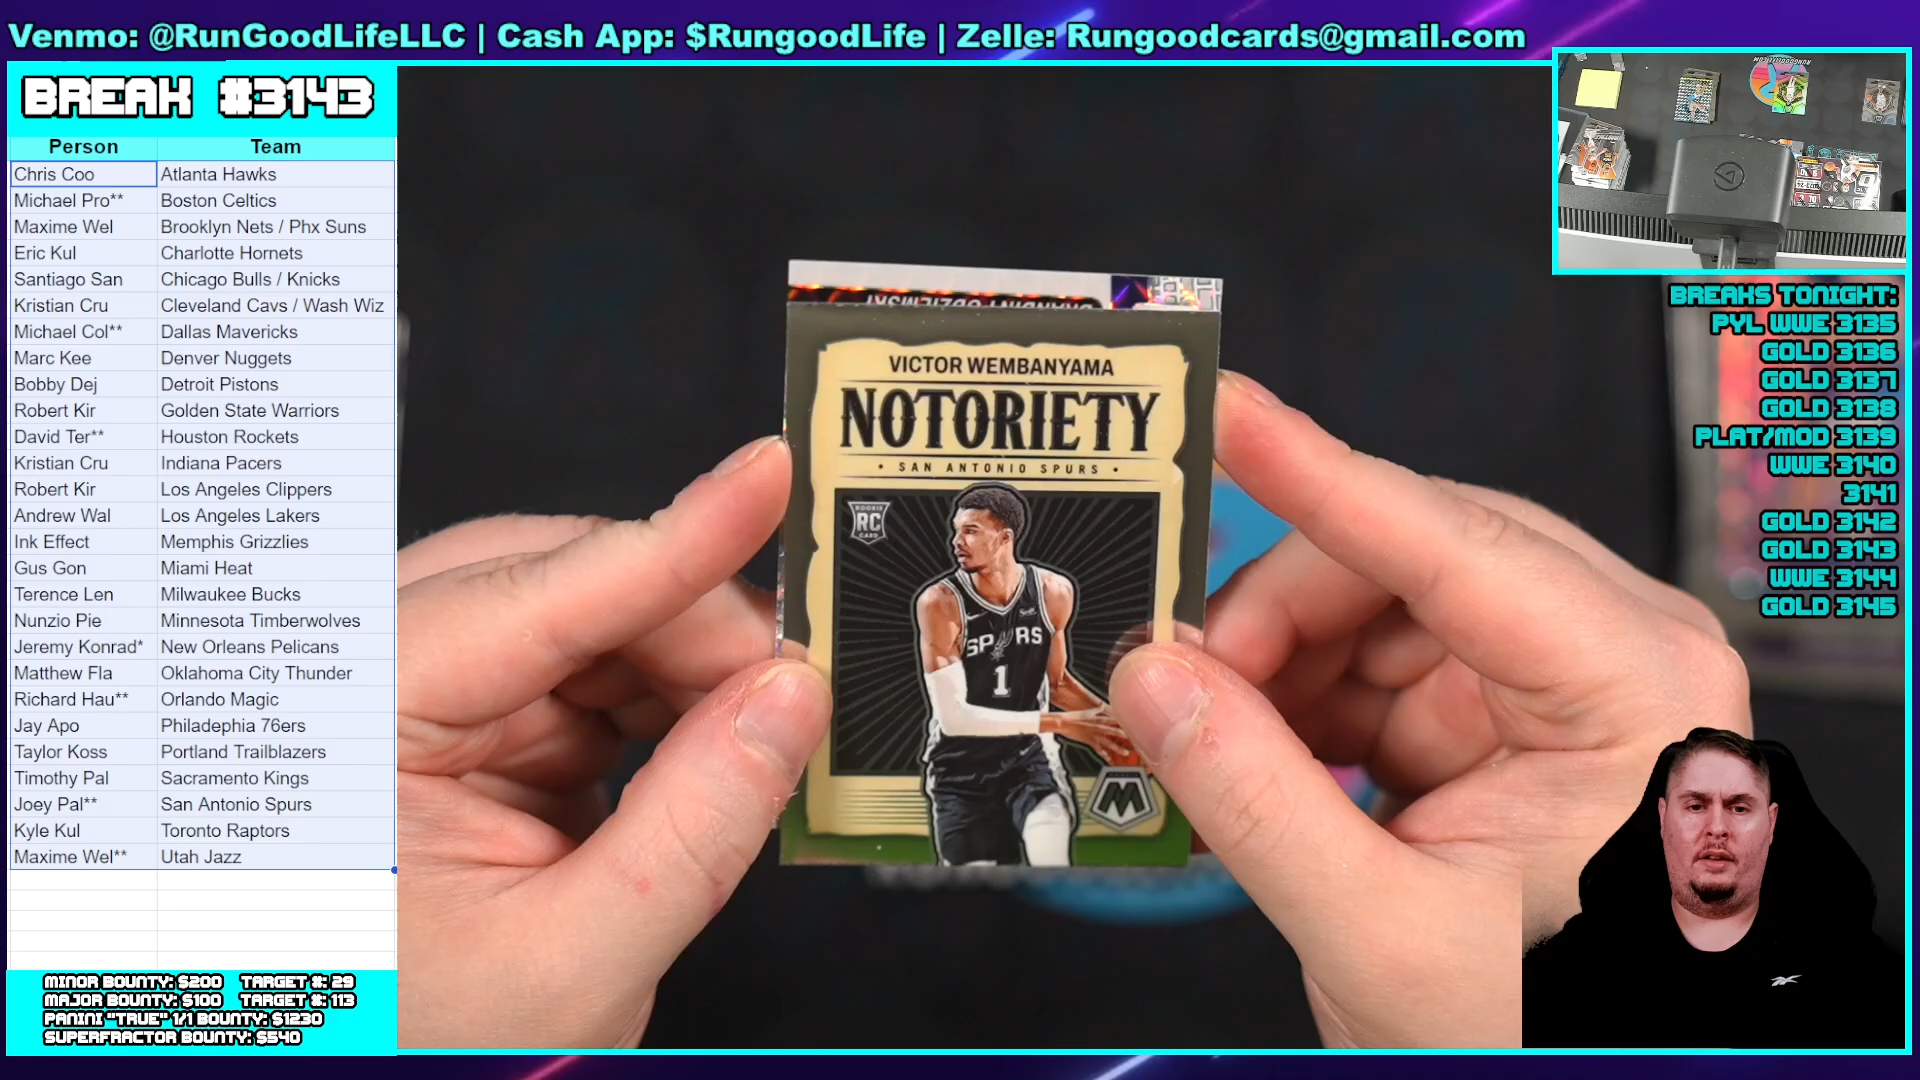 Venmo: @RunGoodLifeLLC | Cash App: $RungoodLife | Zelle: Rungoodcards@gmail.com
BREAK #3143
Person Team
Chris Coo Atlanta Hawks
Michael Pro** Boston Celtics
Maxime Wel Brooklyn Nets / Phx Suns
Eric Kul Charlotte Hornets
Santiago San Chicago Bulls / Knicks
Kristian Cru Cleveland Cavs / Wash Wiz
Michael Col** Dallas Mavericks
Marc Kee Denver Nuggets
Bobby Dej Detroit Pistons
Robert Kir Golden State Warriors
David Ter** Houston Rockets
Kristian Cru Indiana Pacers
Robert Kir Los Angeles Clippers
Andrew Wal Los Angeles Lakers
Ink Effect Memphis Grizzlies
Gus Gon Miami Heat
Terence Len Milwaukee Bucks
Nunzio Pie Minnesota Timberwolves
Jeremy Konrad* New Orleans Pelicans
Matthew Fla Oklahoma City Thunder
Richard Hau** Orlando Magic
Jay Apo Philadephia 76ers
Taylor Koss Portland Trailblazers
Timothy Pal Sacramento Kings
Joey Pal** San Antonio Spurs
Kyle Kul Toronto Raptors
Maxime Wel** Utah Jazz
MINOR BOUNTY: $200 TARGET #: 29
MAJOR BOUNTY: $100 TARGET #: 113
PANINI "TRUE" 1/1 BOUNTY: $1230
SUPERFRACTOR BOUNTY: $540
VICTOR WEMBANYAMA
NOTORIETY
• SAN ANTONIO SPURS •
ROOKIE
RC
CARD
SPURS
1
M
BREAKS TONIGHT:
PYL WWE 3135
GOLD 3136
GOLD 3137
GOLD 3138
PLAT/MOD 3139
WWE 3140
3141
GOLD 3142
GOLD 3143
WWE 3144
GOLD 3145